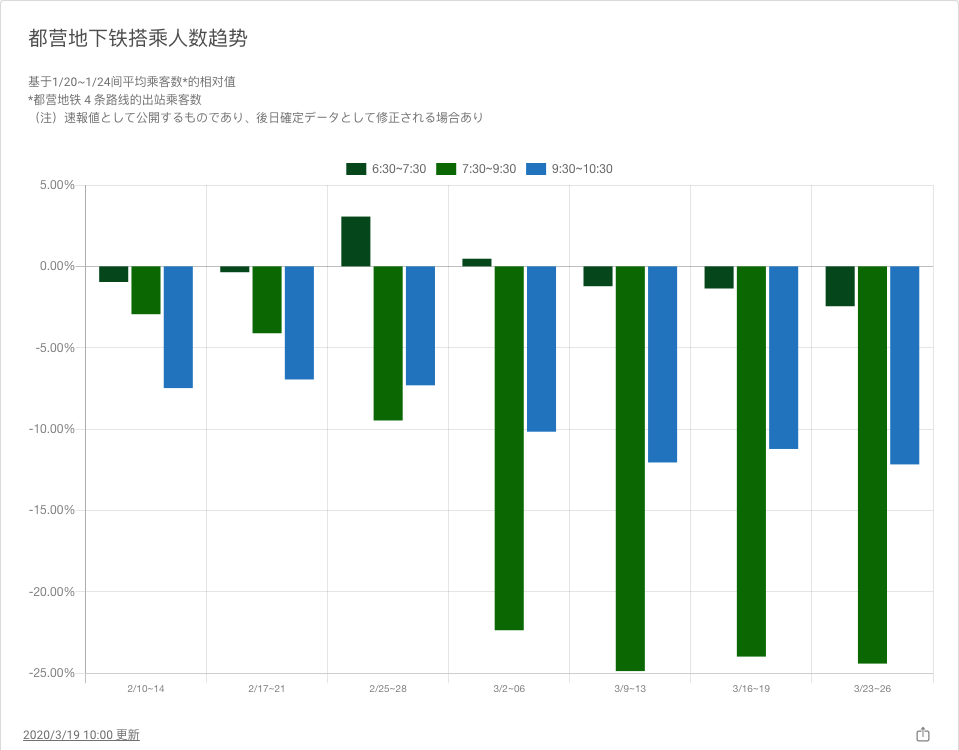 都营地下铁搭乘人数趋势
基于1/20~1/24间平均乘客数*的相对值
*都营地铁 4 条路线的出站乘客数
（注）速報値として公開するものであり、後日確定データとして修正される場合あり
6:30~7:30 7:30~9:30 9:30~10:30
5.00%
0.00%
-5.00%
-10.00%
-15.00%
-20.00%
-25.00%
2/10~14 2/17~21 2/25~28 3/2~06 3/9~13 3/16~19 3/23~26
2020/3/19 10:00 更新